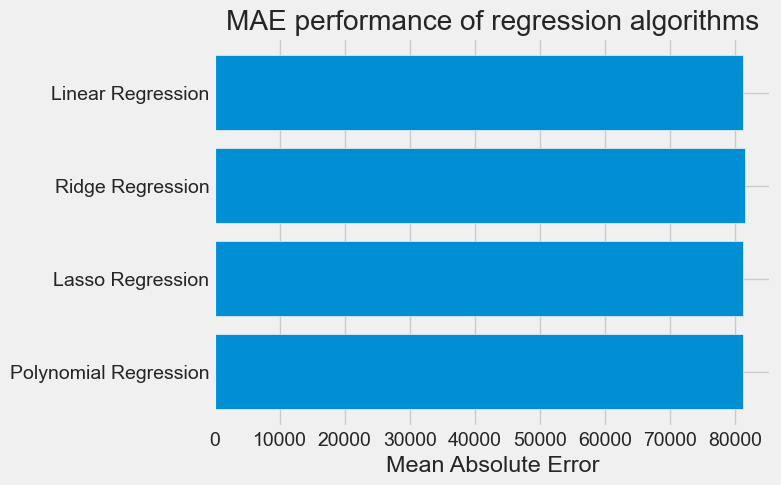 MAE performance of regression algorithms
Linear Regression
Ridge Regression
Lasso Regression
Polynomial Regression
0 10000 20000 30000 40000 50000 60000 70000 80000
Mean Absolute Error